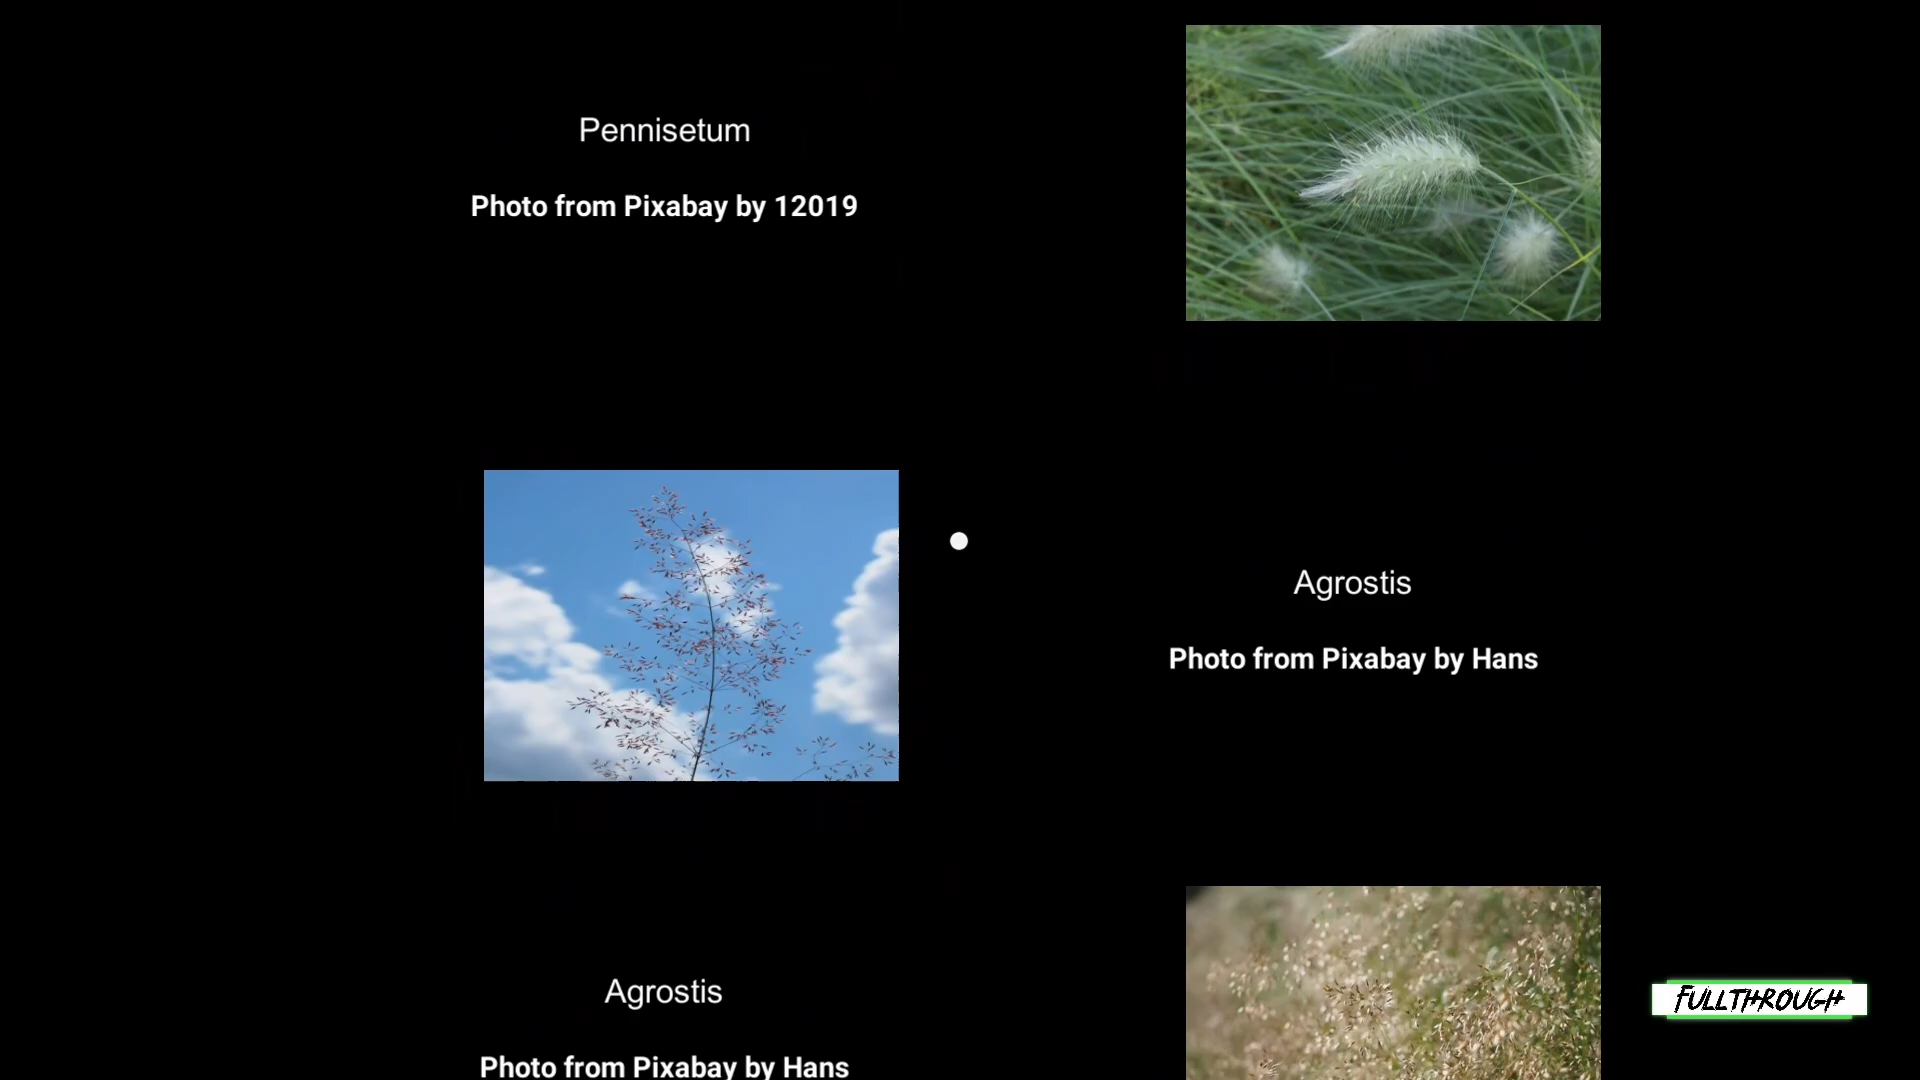 Pennisetum
Photo from Pixabay by 12019
Agrostis
Photo from Pixabay by Hans
Agrostis
Photo from Pixabay by Hans
FULLTHROUGH